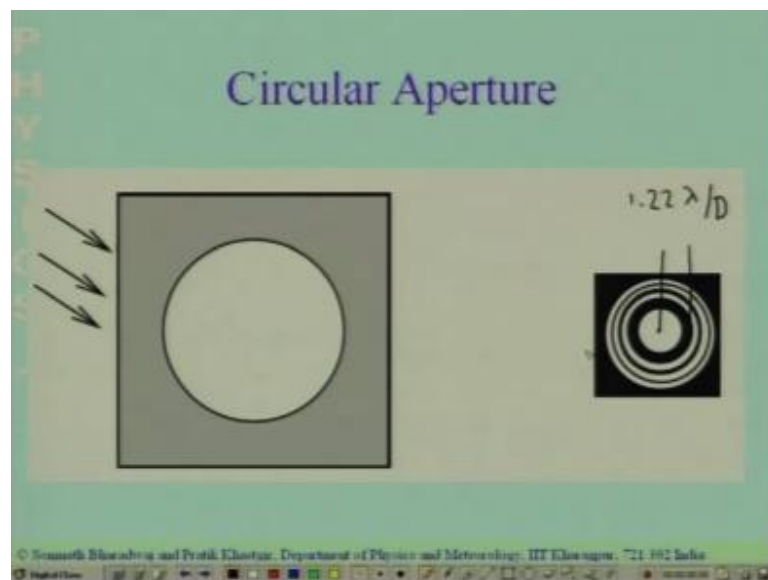 PHYSICS
Circular Aperture
1.22 λ/D
© Somnath Bharadwaj and Pratik Khastgir, Department of Physics and Meteorology, IIT Kharagpur, 721 302 India